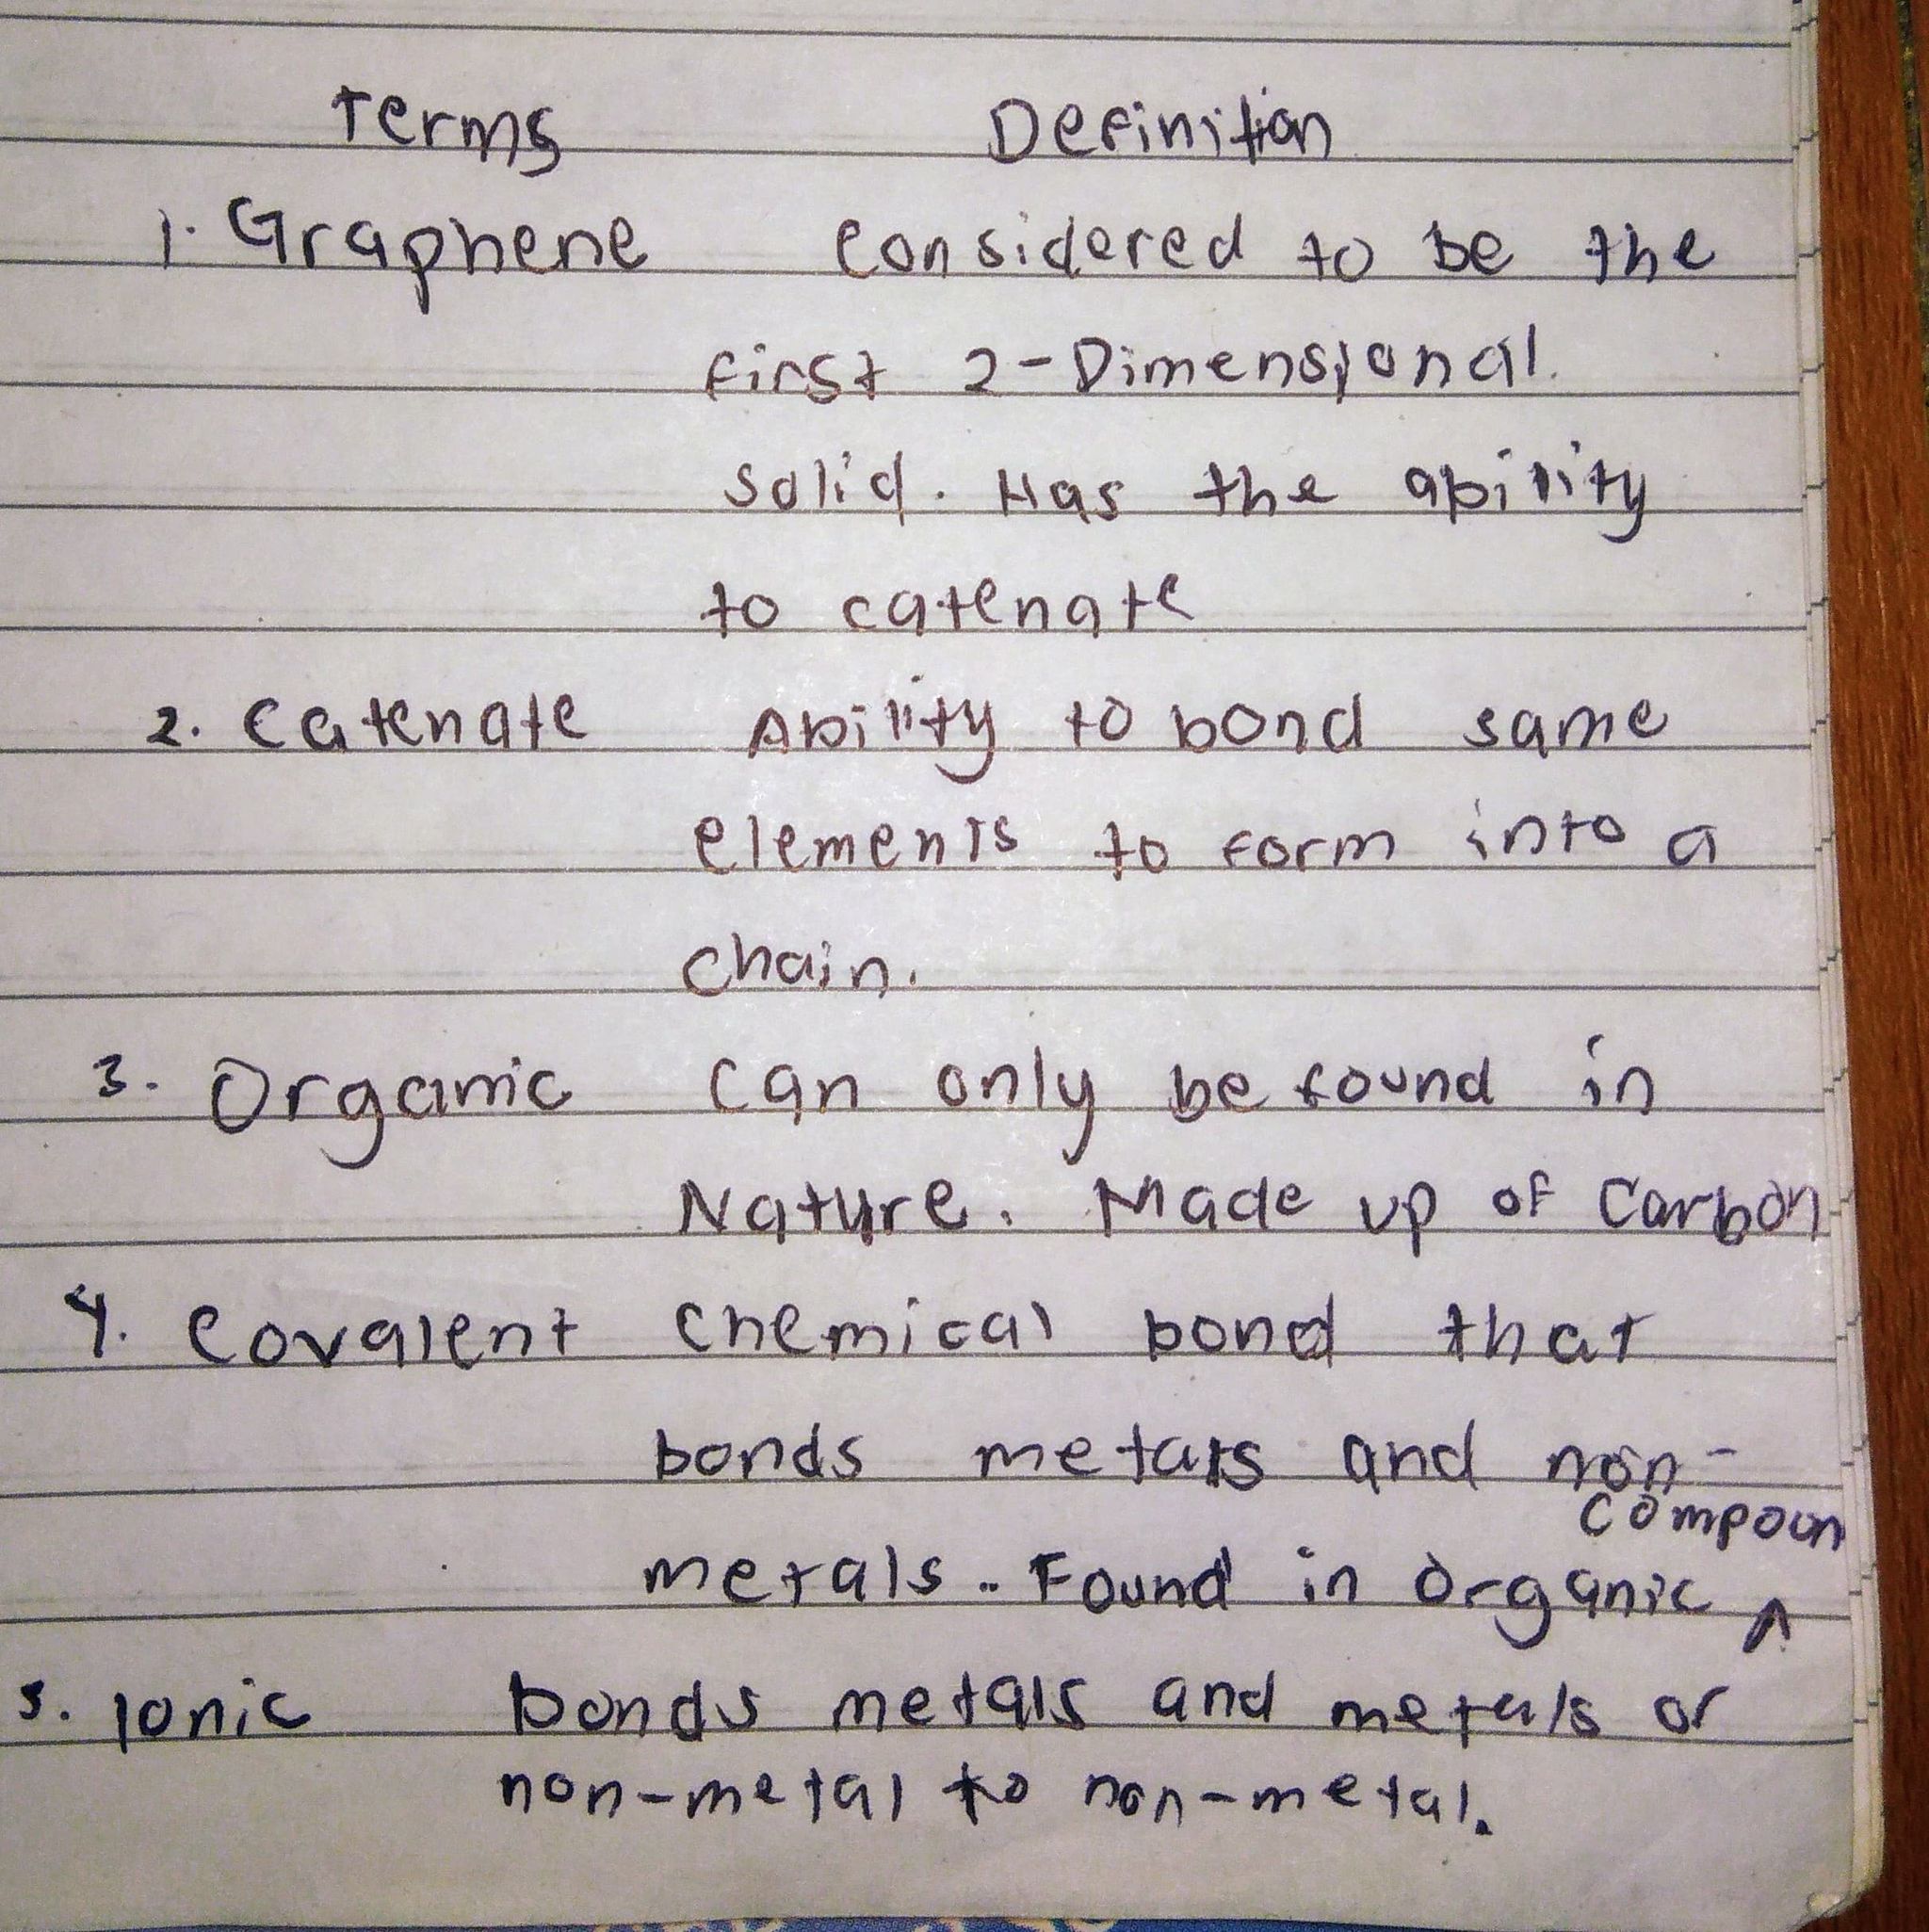 Terms Definition
1. Graphene Considered to be the
first 2-Dimensional.
solid. Has the ability
to catenate
2. Catenate Ability to bond same
elements to form into a
chain.
3. Organic Can only be found in
Nature. Made up of Carbon
4. Covalent Chemical bond that
bonds metals and non-
compoun
metals.. Found in organic ^
5. Ionic bonds metals and metals or
non-metal to non-metal.